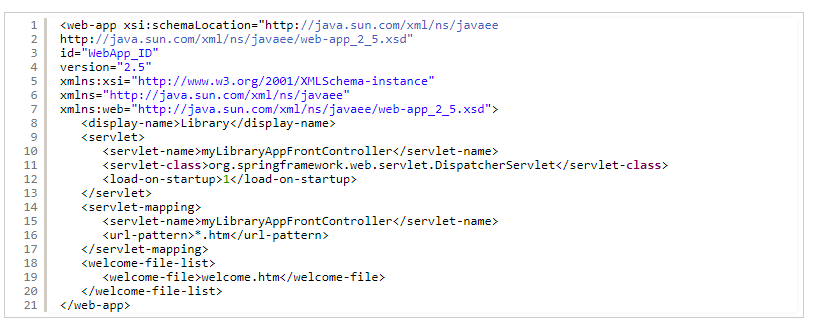 1 <web-app xsi:schemaLocation="http://java.sun.com/xml/ns/javaee
2 http://java.sun.com/xml/ns/javaee/web-app_2_5.xsd"
3 id="WebApp_ID"
4 version="2.5"
5 xmlns:xsi="http://www.w3.org/2001/XMLSchema-instance"
6 xmlns="http://java.sun.com/xml/ns/javaee"
7 xmlns:web="http://java.sun.com/xml/ns/javaee/web-app_2_5.xsd">
8    <display-name>Library</display-name>
9    <servlet>
10       <servlet-name>myLibraryAppFrontController</servlet-name>
11       <servlet-class>org.springframework.web.servlet.DispatcherServlet</servlet-class>
12       <load-on-startup>1</load-on-startup>
13    </servlet>
14    <servlet-mapping>
15       <servlet-name>myLibraryAppFrontController</servlet-name>
16       <url-pattern>*.htm</url-pattern>
17    </servlet-mapping>
18    <welcome-file-list>
19       <welcome-file>welcome.htm</welcome-file>
20    </welcome-file-list>
21 </web-app>